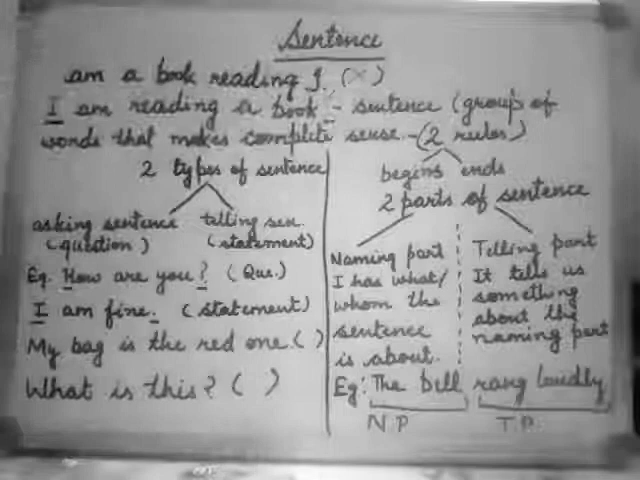 Sentence
am a book reading I. (×)
I am reading a book. - sentence (group of
words that makes complete sense - (2 rules)
begins ends
2 types of sentence
asking sentence telling sen.
(question) (statement)
Eg. How are you? (Que.)
I am fine. (statement)
My bag is the red one. ( )
What is this? ( )
2 parts of sentence
Naming part
I has what/
whom the
sentence
is about.
Telling part
It tells us
something
about the
naming part
Eg: The bell rang loudly
NP TP